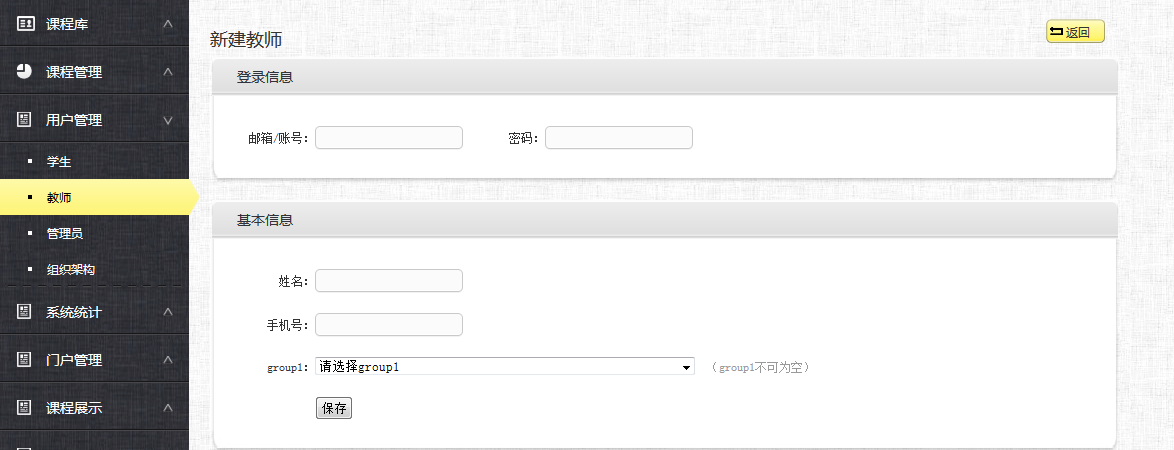 课程库
课程管理
用户管理
学生
教师
管理员
组织架构
系统统计
门户管理
课程展示
新建教师
返回
登录信息
邮箱/账号:
密码:
基本信息
姓名:
手机号:
group1: 请选择group1 （group1不可为空）
保存